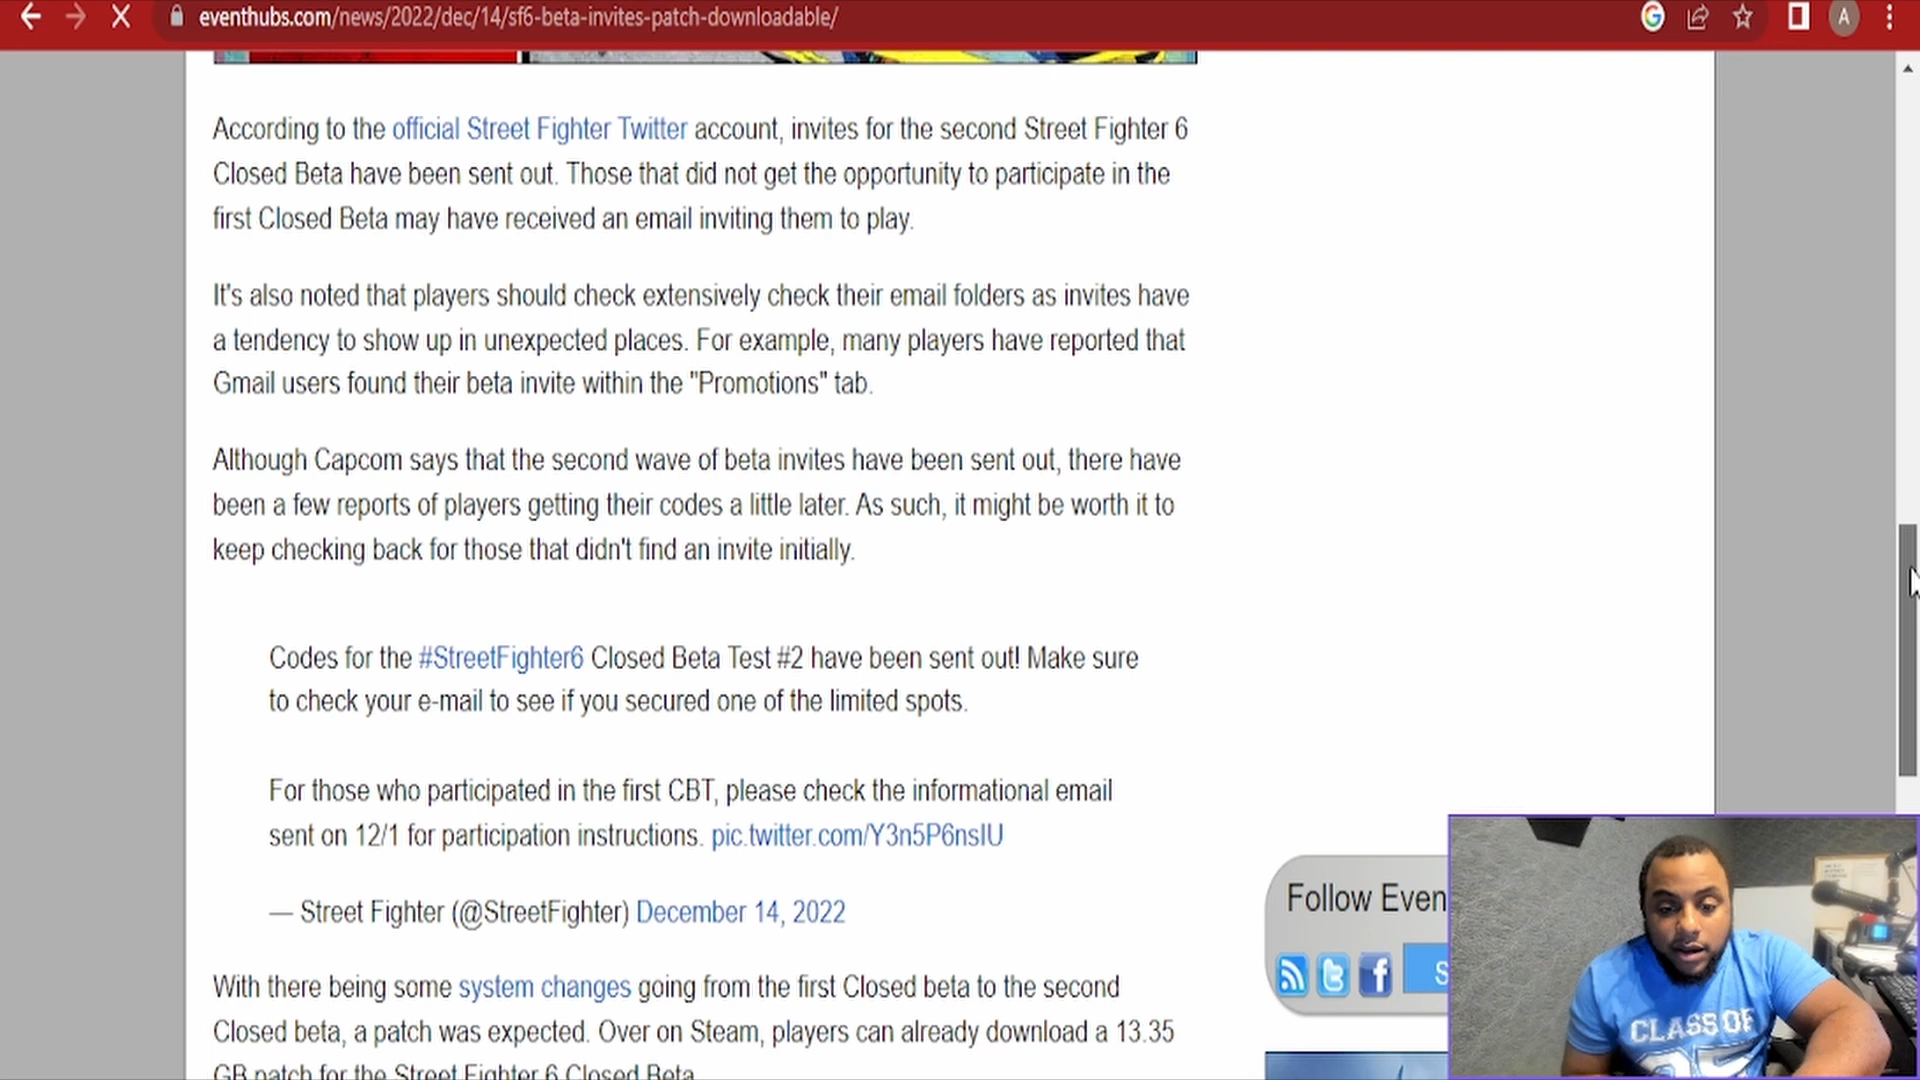 eventhubs.com/news/2022/dec/14/sf6-beta-invites-patch-downloadable/
A
According to the official Street Fighter Twitter account, invites for the second Street Fighter 6
Closed Beta have been sent out. Those that did not get the opportunity to participate in the
first Closed Beta may have received an email inviting them to play.
It's also noted that players should check extensively check their email folders as invites have
a tendency to show up in unexpected places. For example, many players have reported that
Gmail users found their beta invite within the "Promotions" tab.
Although Capcom says that the second wave of beta invites have been sent out, there have
been a few reports of players getting their codes a little later. As such, it might be worth it to
keep checking back for those that didn't find an invite initially.
Codes for the #StreetFighter6 Closed Beta Test #2 have been sent out! Make sure
to check your e-mail to see if you secured one of the limited spots.
For those who participated in the first CBT, please check the informational email
sent on 12/1 for participation instructions. pic.twitter.com/Y3n5P6nsIU
— Street Fighter (@StreetFighter) December 14, 2022
With there being some system changes going from the first Closed beta to the second
Closed beta, a patch was expected. Over on Steam, players can already download a 13.35
GB patch for the Street Fighter 6 Closed Beta.
Follow Even
S
CLASS OF